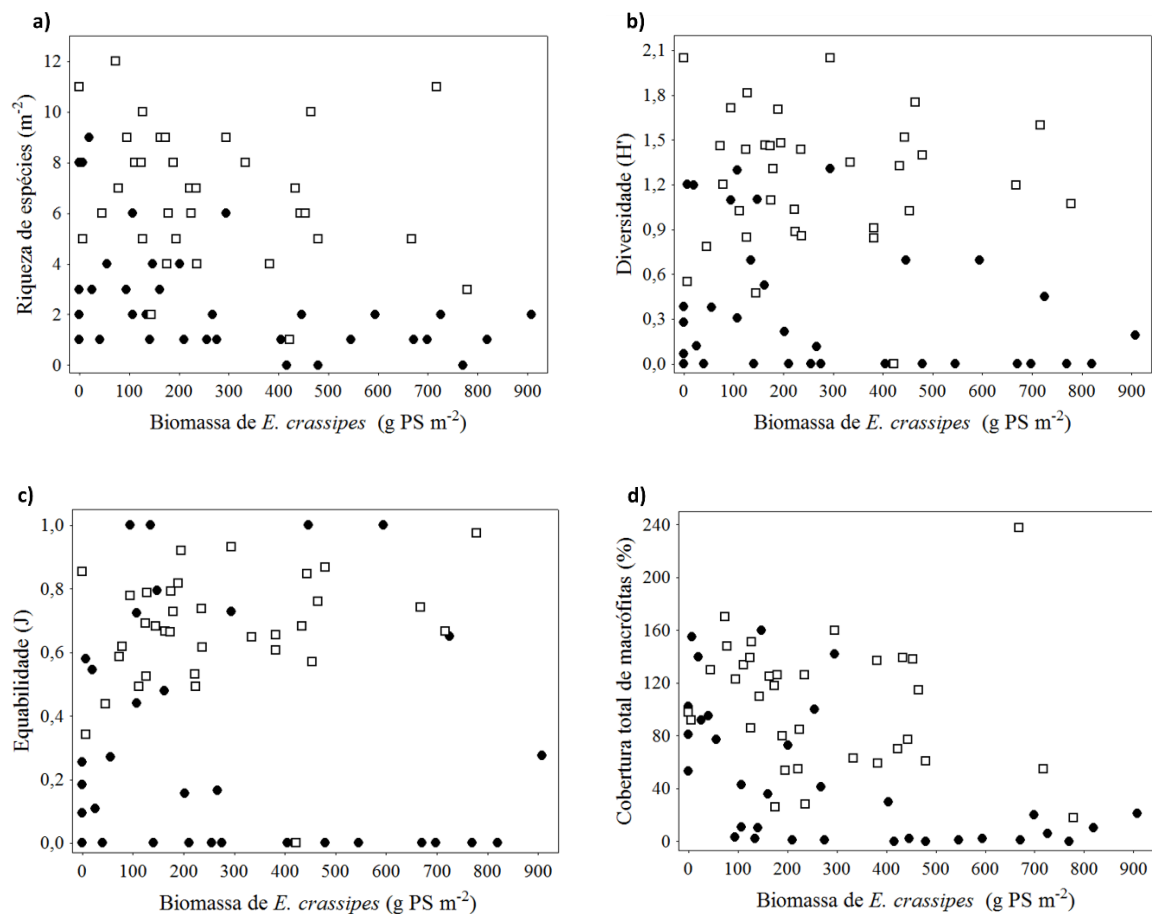 a)
12
10
8
6
4
2
0
Riqueza de espécies (m⁻²)
0 100 200 300 400 500 600 700 800 900
Biomassa de E. crassipes (g PS m⁻²)
b)
2,1
1,8
1,5
1,2
0,9
0,6
0,3
0,0
Diversidade (H')
0 100 200 300 400 500 600 700 800 900
Biomassa de E. crassipes (g PS m⁻²)
c)
1,0
0,8
0,6
0,4
0,2
0,0
Equabilidade (J)
0 100 200 300 400 500 600 700 800 900
Biomassa de E. crassipes (g PS m⁻²)
d)
240
200
160
120
80
40
0
Cobertura total de macrófitas (%)
0 100 200 300 400 500 600 700 800 900
Biomassa de E. crassipes (g PS m⁻²)